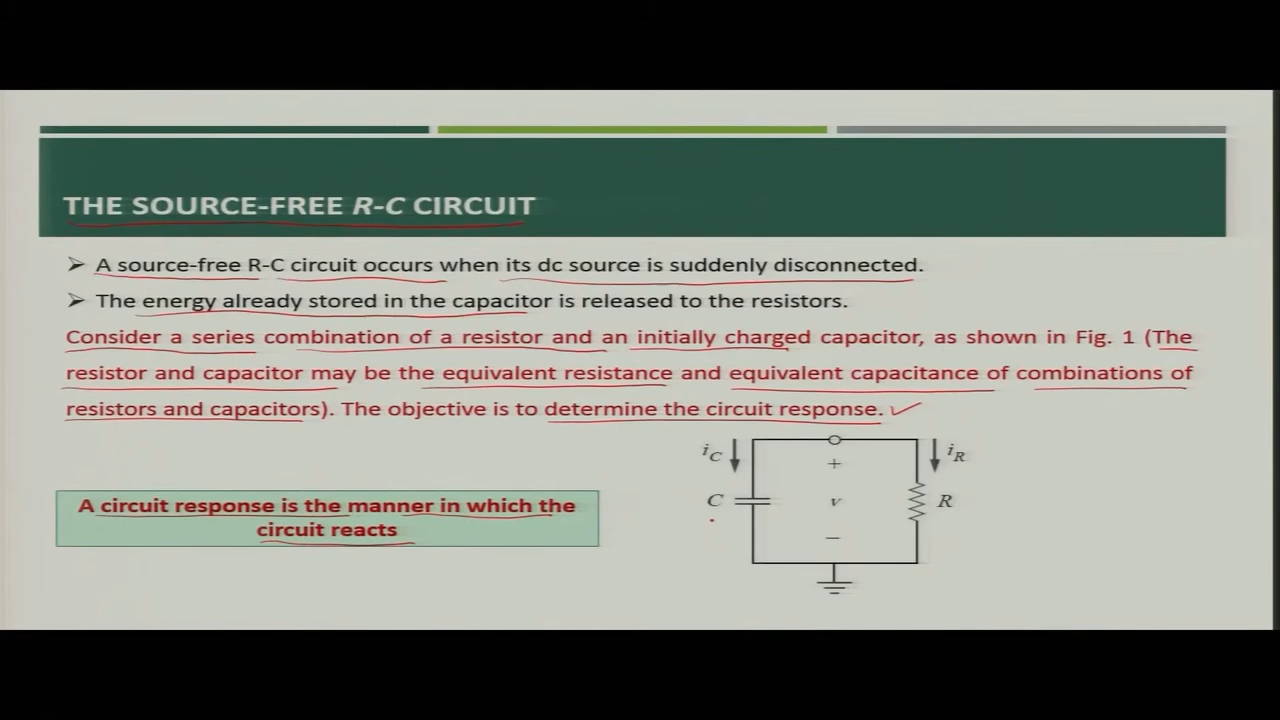 THE SOURCE-FREE R-C CIRCUIT
➢ A source-free R-C circuit occurs when its dc source is suddenly disconnected.
➢ The energy already stored in the capacitor is released to the resistors.
Consider a series combination of a resistor and an initially charged capacitor, as shown in Fig. 1 (The
resistor and capacitor may be the equivalent resistance and equivalent capacitance of combinations of
resistors and capacitors). The objective is to determine the circuit response.
A circuit response is the manner in which the
circuit reacts
iC
iR
+
C
v
R
−